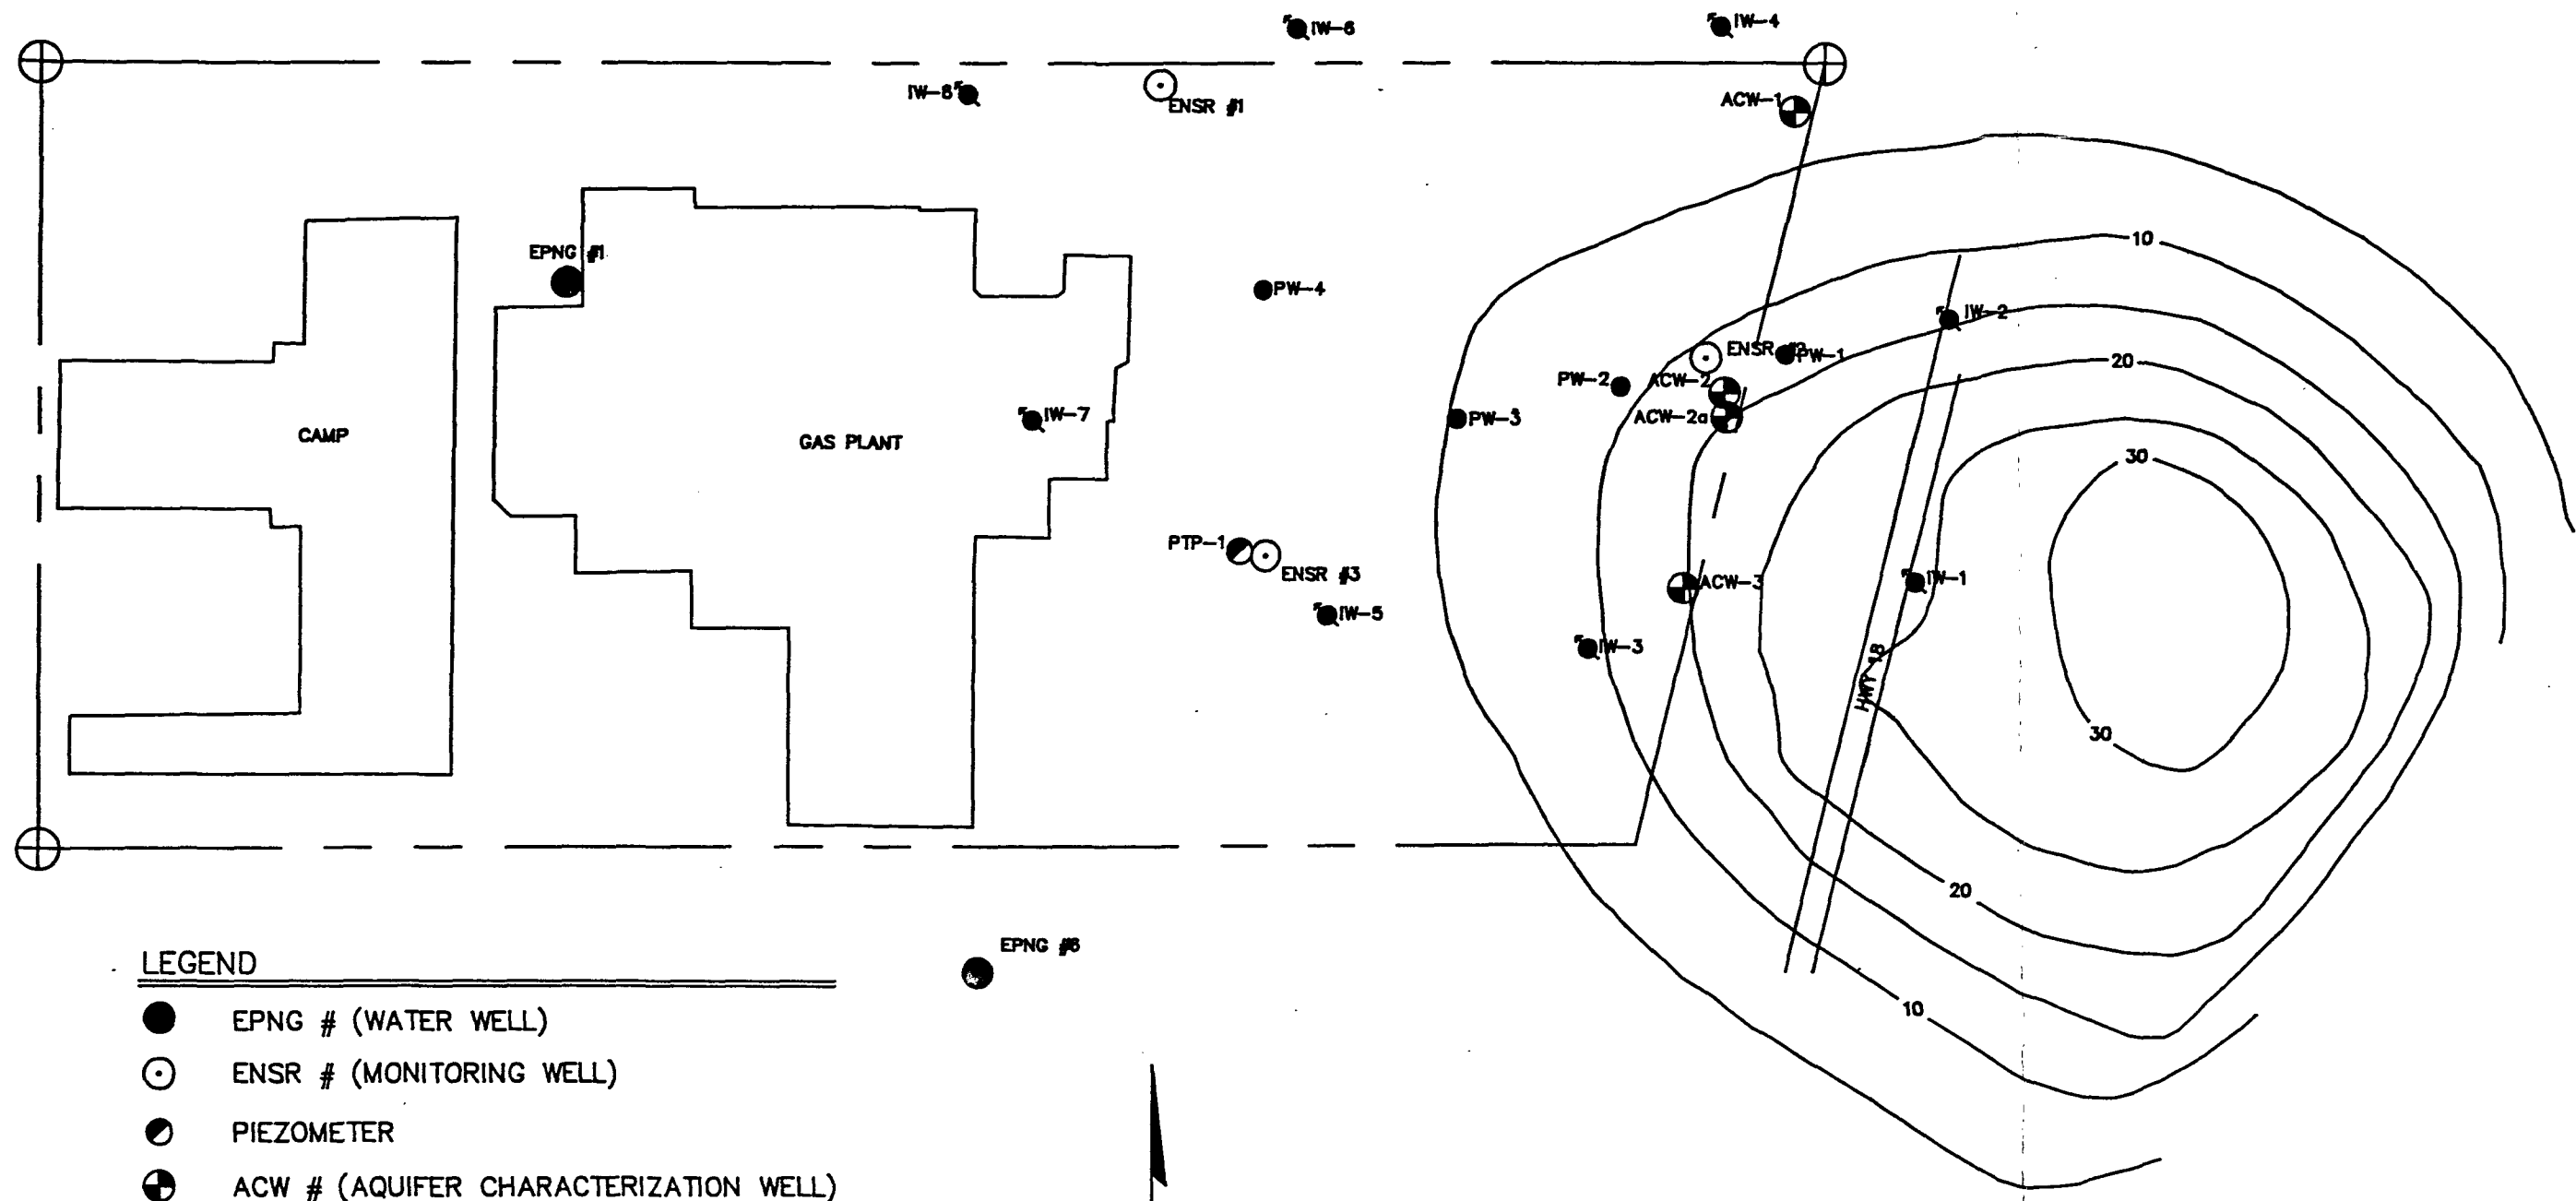 IW-6
IW-4
IW-8
ENSR #1
ACW-1
10
EPNG #1
PW-4
IW-2
ENSR #2
PW-1
20
PW-2
ACW-2
ACW-2a
PW-3
IW-7
CAMP
GAS PLANT
30
PTP-1
ENSR #3
ACW-3
IW-1
IW-5
IW-3
HWY 18
30
20
EPNG #6
10
LEGEND
EPNG # (WATER WELL)
ENSR # (MONITORING WELL)
PIEZOMETER
ACW # (AQUIFER CHARACTERIZATION WELL)